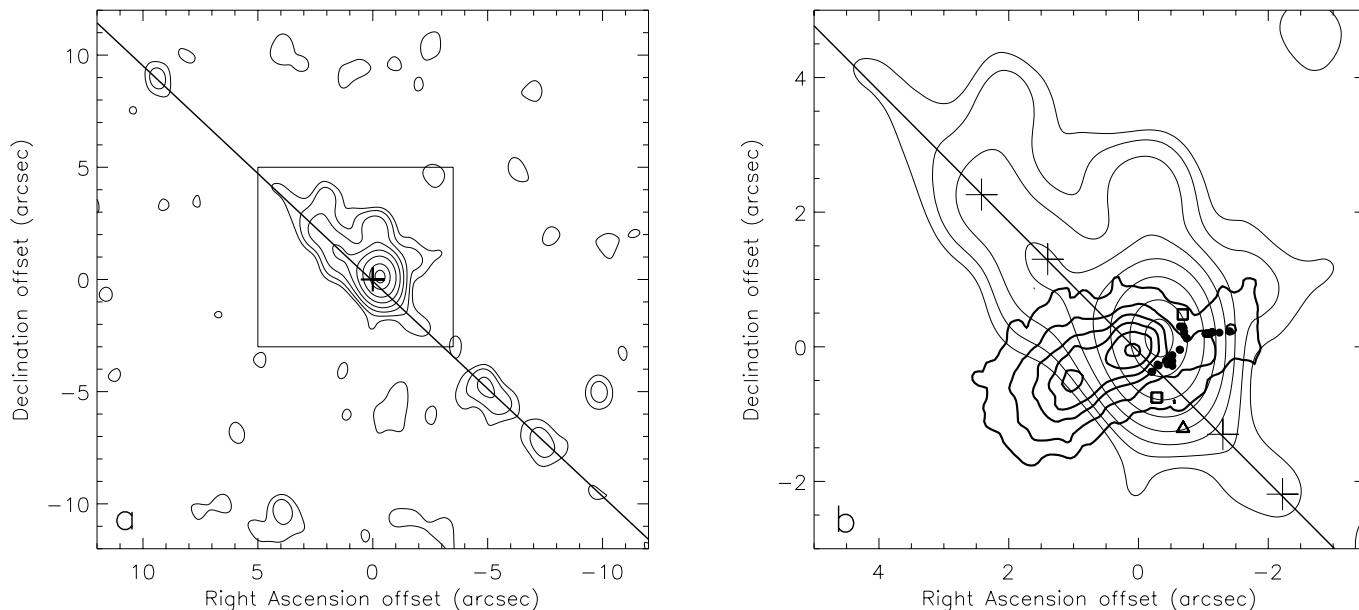 10
5
0
−5
−10
Declination offset (arcsec)
a
10 5 0 −5 −10
Right Ascension offset (arcsec)
4
2
0
−2
Declination offset (arcsec)
b
4 2 0 −2
Right Ascension offset (arcsec)